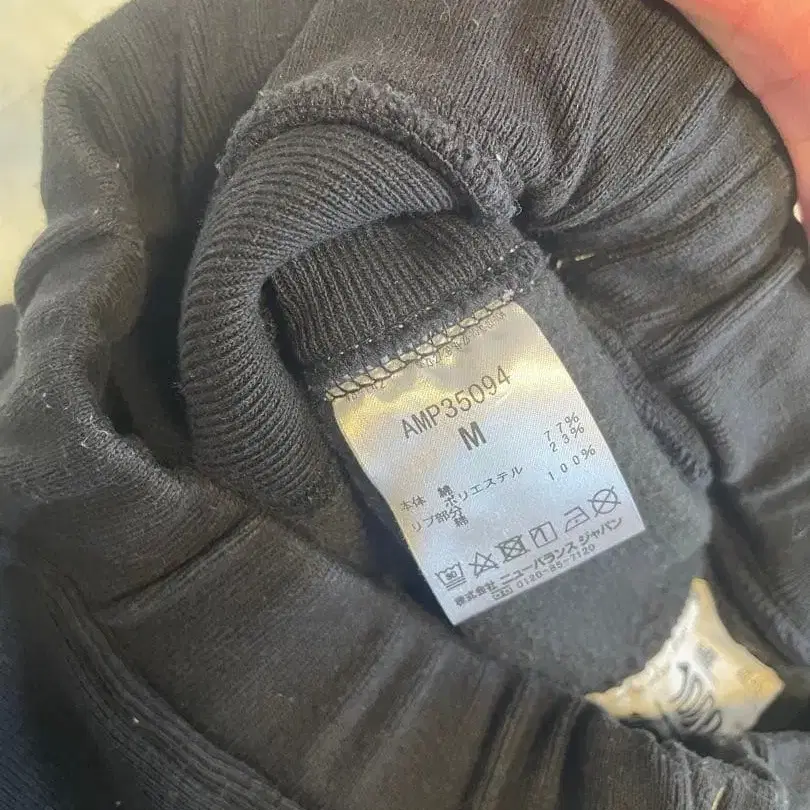 AMP35094
M
本体 綿 77%
ポリエステル 23%
リブ部分
綿 100%
株式会社 ニューバランス ジャパン
0120-85-7120